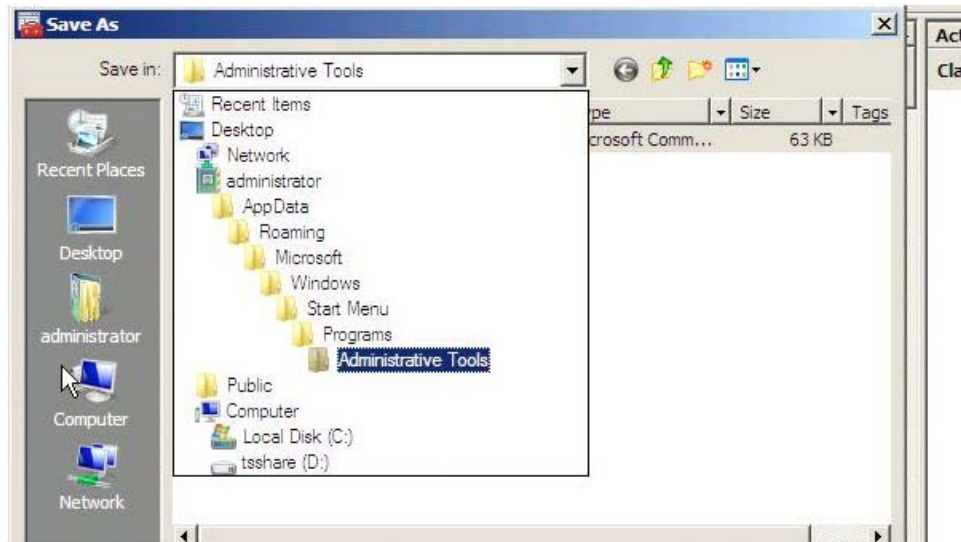 Save As
Act
Save in: Administrative Tools
Cla
Recent Items
Desktop
Network
administrator
AppData
Roaming
Microsoft
Windows
Start Menu
Programs
Administrative Tools
Public
Computer
Local Disk (C:)
tsshare (D:)
ype Size Tags
crosoft Comm... 63 KB
Recent Places
Desktop
administrator
Computer
Network